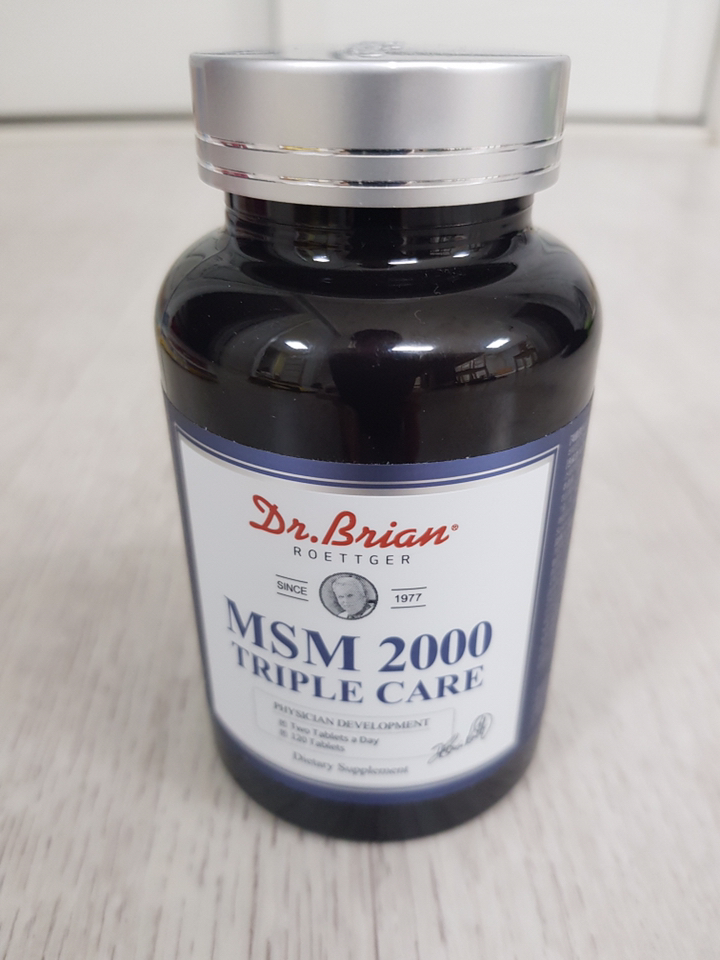 Dr.Brian®
ROETTGER
SINCE
1977
MSM 2000
TRIPLE CARE
PHYSICIAN DEVELOPMENT
Two Tablets a Day
120 Tablets
Dietary Supplement